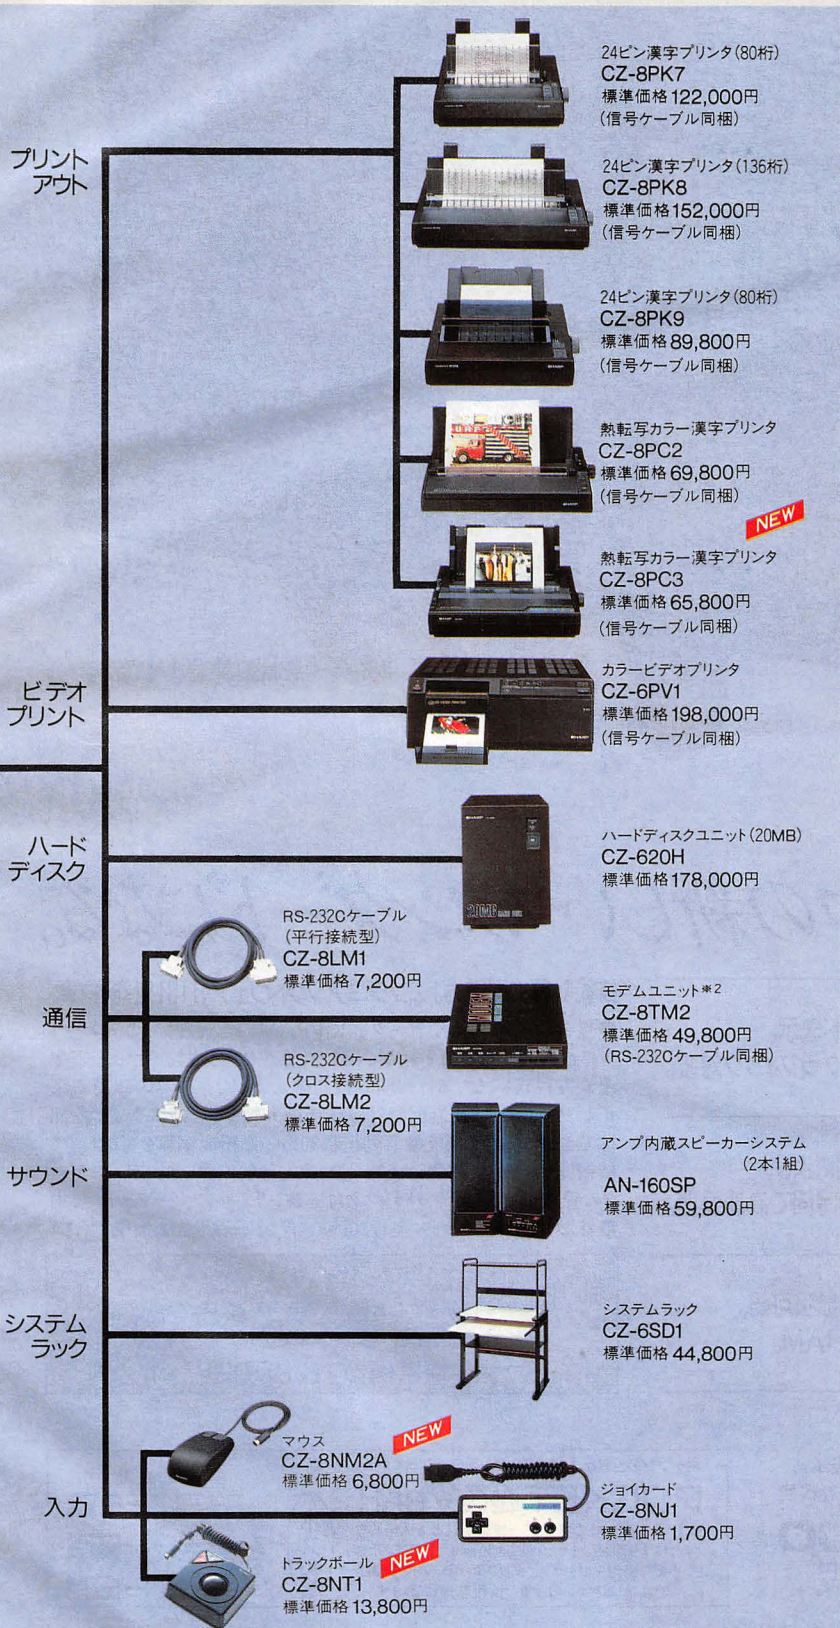 プリント
アウト
24ピン漢字プリンタ(80桁)
CZ-8PK7
標準価格122,000円
(信号ケーブル同梱)
24ピン漢字プリンタ(136桁)
CZ-8PK8
標準価格152,000円
(信号ケーブル同梱)
24ピン漢字プリンタ(80桁)
CZ-8PK9
標準価格89,800円
(信号ケーブル同梱)
熱転写カラー漢字プリンタ
CZ-8PC2
標準価格69,800円
(信号ケーブル同梱)
NEW
熱転写カラー漢字プリンタ
CZ-8PC3
標準価格65,800円
(信号ケーブル同梱)
ビデオ
プリント
カラービデオプリンタ
CZ-6PV1
標準価格198,000円
(信号ケーブル同梱)
ハード
ディスク
20MB HARD DISK
ハードディスクユニット(20MB)
CZ-620H
標準価格178,000円
通信
RS-232Cケーブル
(平行接続型)
CZ-8LM1
標準価格7,200円
モデムユニット※2
CZ-8TM2
標準価格49,800円
(RS-232Cケーブル同梱)
RS-232Cケーブル
(クロス接続型)
CZ-8LM2
標準価格7,200円
サウンド
アンプ内蔵スピーカーシステム
(2本1組)
AN-160SP
標準価格59,800円
システム
ラック
システムラック
CZ-6SD1
標準価格44,800円
入力
マウス
NEW
CZ-8NM2A
標準価格6,800円
ジョイカード
CZ-8NJ1
標準価格1,700円
トラックボール
NEW
CZ-8NT1
標準価格13,800円